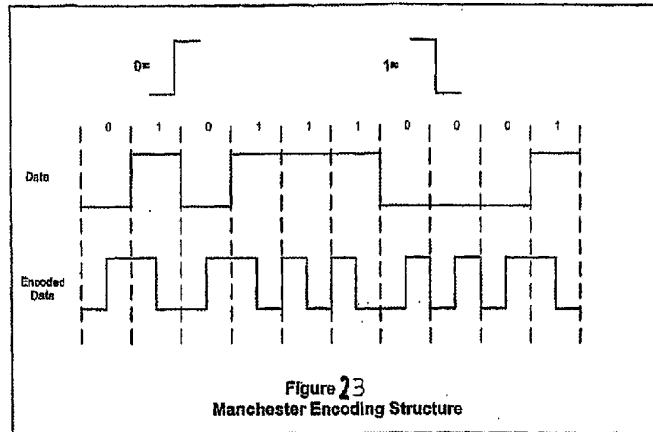 0=
1=
0 1 0 1 1 1 0 0 0 1
Data
Encoded
Data
Figure 23
Manchester Encoding Structure